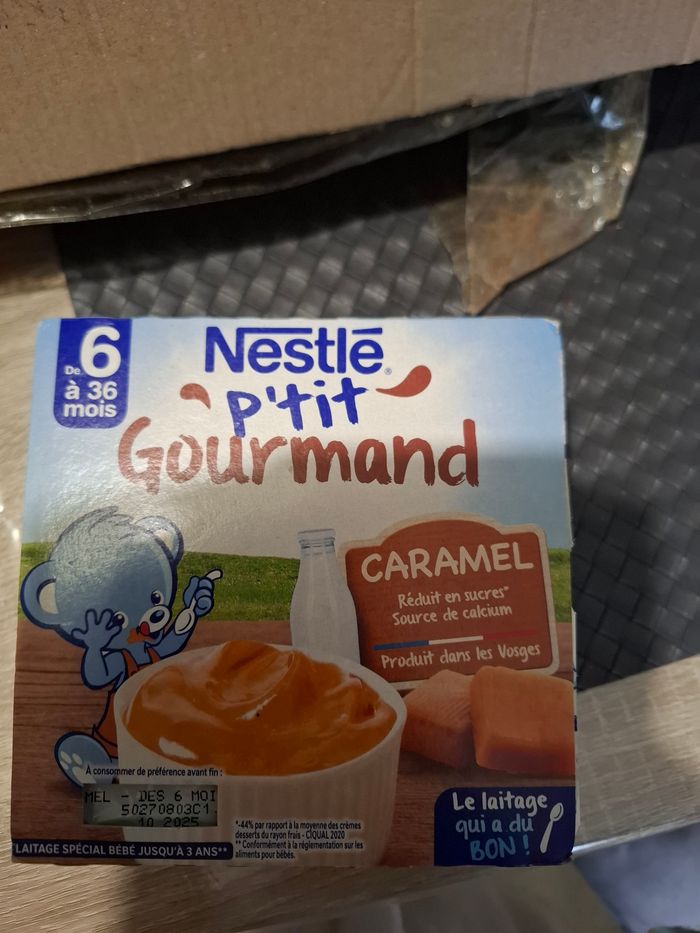 De 6
à 36
mois
Nestlé®
p'tit
Gourmand
CARAMEL
Réduit en sucres*
Source de calcium
Produit dans les Vosges
À consommer de préférence avant fin :
MEL - DES 6 MOI
50270803C1
10 2025
*-44% par rapport à la moyenne des crèmes
desserts du rayon frais - CIQUAL 2020
** Conformément à la réglementation sur les
aliments pour bébés.
LAITAGE SPÉCIAL BÉBÉ JUSQU'À 3 ANS**
Le laitage
qui a du
BON !